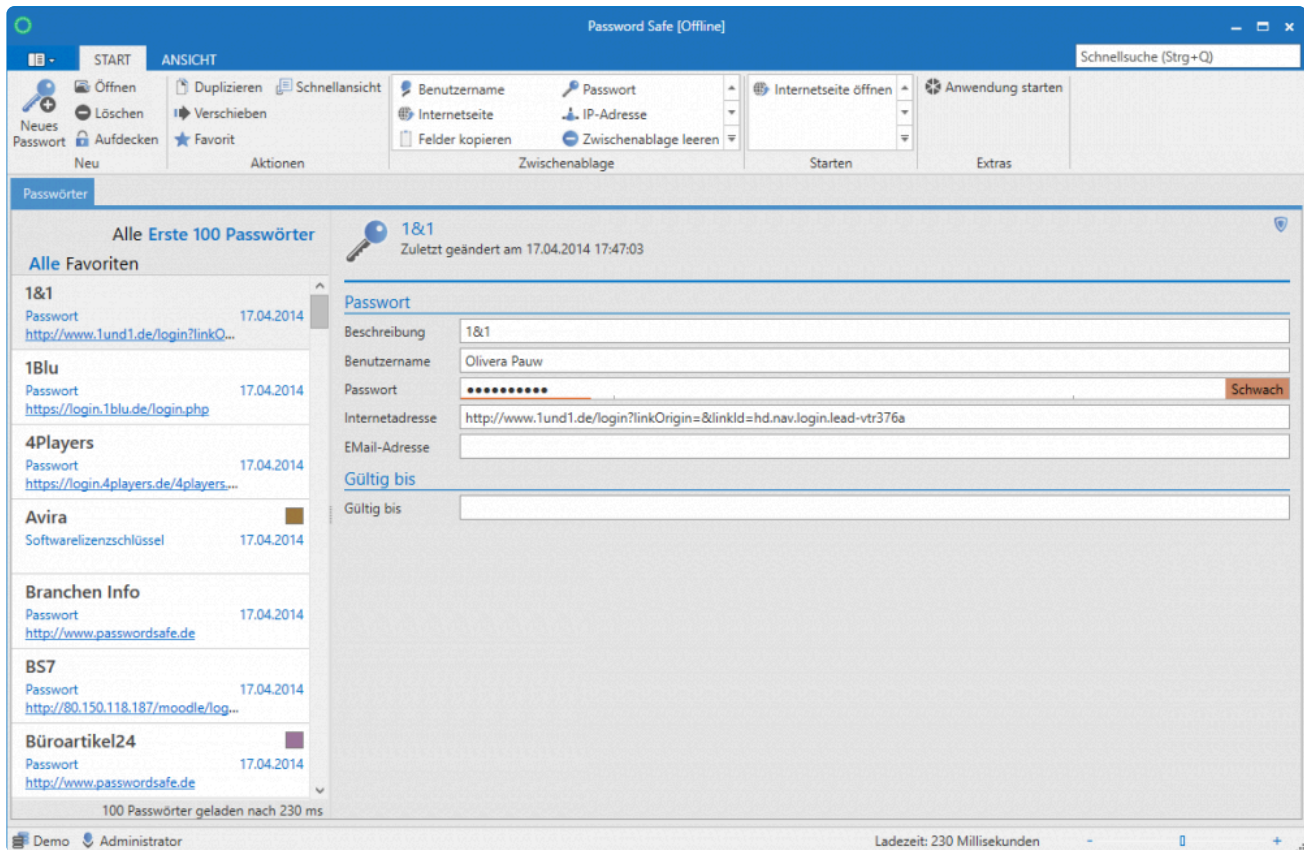 Password Safe [Offline]
START ANSICHT Schnellsuche (Strg+Q)
Neues Passwort
Öffnen
Löschen
Aufdecken
Neu
Duplizieren Schnellansicht
Verschieben
Favorit
Aktionen
Benutzername Passwort
Internetseite IP-Adresse
Felder kopieren Zwischenablage leeren
Zwischenablage
Internetseite öffnen
Starten
Anwendung starten
Extras
Passwörter
Alle Erste 100 Passwörter
Alle Favoriten
1&1
Passwort 17.04.2014
http://www.1und1.de/login?linkO...
1Blu
Passwort 17.04.2014
https://login.1blu.de/login.php
4Players
Passwort 17.04.2014
https://login.4players.de/4players....
Avira
Softwarelizenzschlüssel 17.04.2014
Branchen Info
Passwort 17.04.2014
http://www.passwordsafe.de
BS7
Passwort 17.04.2014
http://80.150.118.187/moodle/log...
Büroartikel24
Passwort 17.04.2014
http://www.passwordsafe.de
100 Passwörter geladen nach 230 ms
1&1
Zuletzt geändert am 17.04.2014 17:47:03
Passwort
Beschreibung 1&1
Benutzername Olivera Pauw
Passwort •••••••••• Schwach
Internetadresse http://www.1und1.de/login?linkOrigin=&linkId=hd.nav.login.lead-vtr376a
EMail-Adresse
Gültig bis
Gültig bis
Demo Administrator Ladezeit: 230 Millisekunden - +